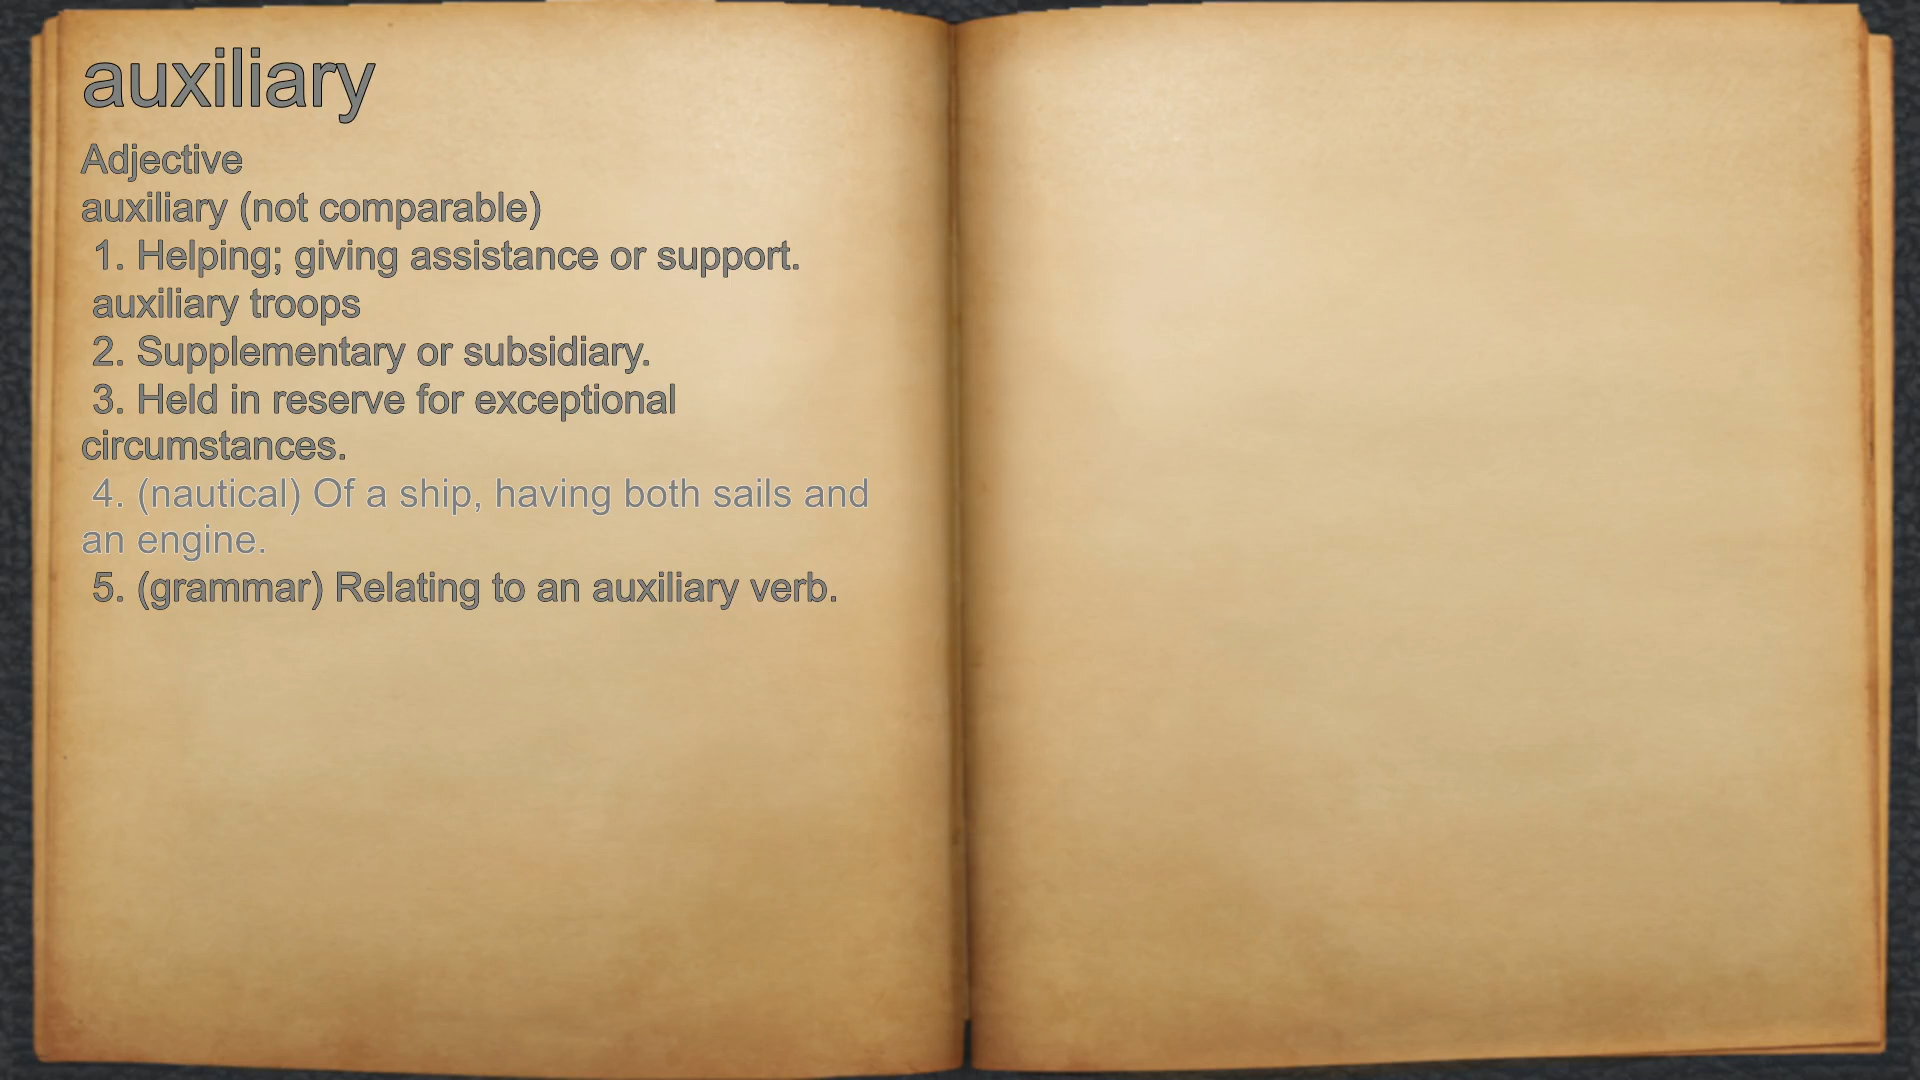 auxiliary
Adjective
auxiliary (not comparable)
1. Helping; giving assistance or support.
auxiliary troops
2. Supplementary or subsidiary.
3. Held in reserve for exceptional
circumstances.
4. (nautical) Of a ship, having both sails and
an engine.
5. (grammar) Relating to an auxiliary verb.